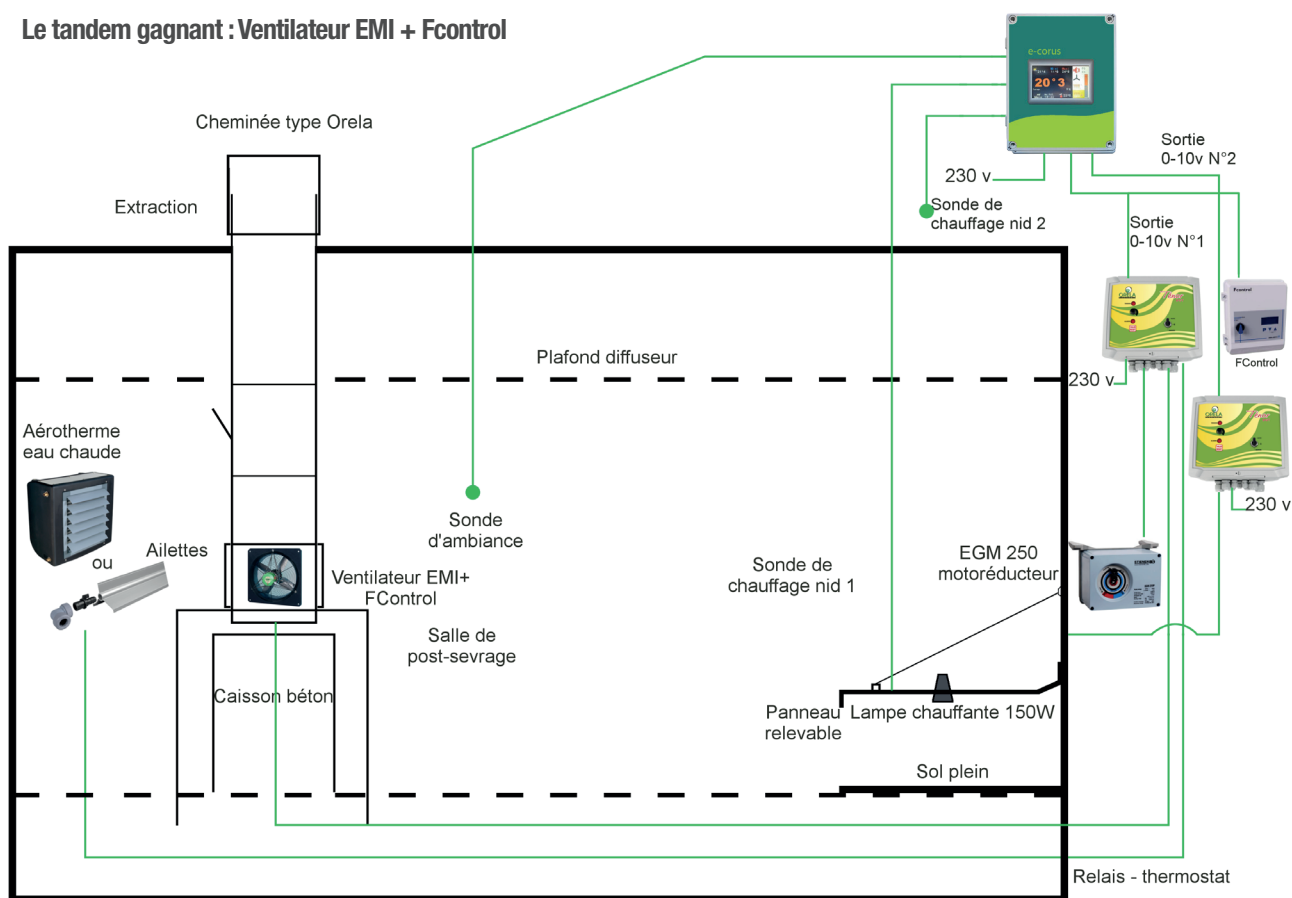 Le tandem gagnant : Ventilateur EMI + Fcontrol
e-corus
20°3
Cheminée type Orela
Sortie
0-10v N°2
230 v
Extraction
Sonde de
chauffage nid 2
Sortie
0-10v N°1
ORELA
Fcontrol
FControl
Plafond diffuseur
230 v
ORELA
Aérotherme
eau chaude
230 v
Sonde
d'ambiance
ou
Ailettes
EGM 250
motoréducteur
Sonde de
chauffage nid 1
Ventilateur EMI+
FControl
Salle de
post-sevrage
Caisson béton
Panneau
relevable
Lampe chauffante 150W
Sol plein
Relais - thermostat